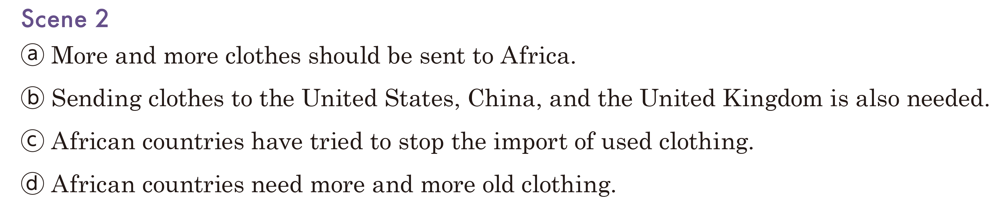 Scene 2
ⓐ More and more clothes should be sent to Africa.
ⓑ Sending clothes to the United States, China, and the United Kingdom is also needed.
ⓒ African countries have tried to stop the import of used clothing.
ⓓ African countries need more and more old clothing.